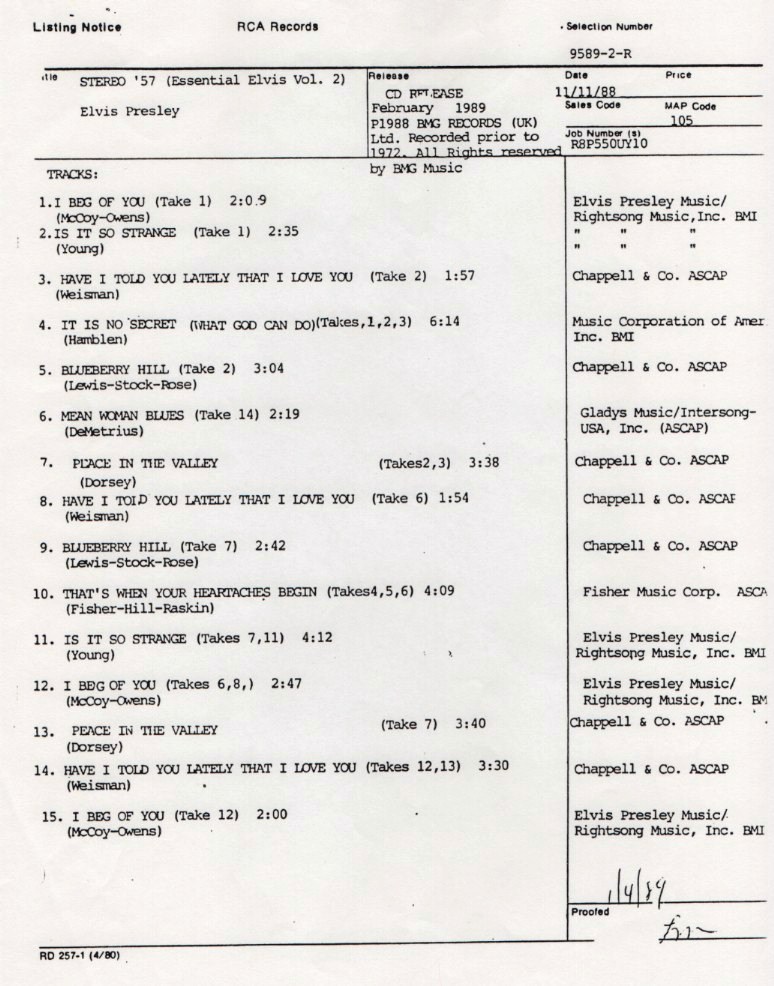 Listing Notice RCA Records Selection Number
9589-2-R
Title STEREO '57 (Essential Elvis Vol. 2)
Elvis Presley
Release
CD RELEASE
February 1989
P1988 BMG RECORDS (UK)
Ltd. Recorded prior to
1972. All Rights reserved
by BMG Music
Date Price
11/11/88
Sales Code MAP Code
105
Job Number (s)
R8P550UY10
TRACKS:
1.I BEG OF YOU (Take 1) 2:0.9 Elvis Presley Music/
(McCoy-Owens) Rightsong Music,Inc. BMI
2.IS IT SO STRANGE (Take 1) 2:35 " " "
(Young) " " "
3. HAVE I TOLD YOU LATELY THAT I LOVE YOU (Take 2) 1:57 Chappell & Co. ASCAP
(Weisman)
4. IT IS NO SECRET (WHAT GOD CAN DO)(Takes,1,2,3) 6:14 Music Corporation of Amer
(Hamblen) Inc. BMI
5. BLUEBERRY HILL (Take 2) 3:04 Chappell & Co. ASCAP
(Lewis-Stock-Rose)
6. MEAN WOMAN BLUES (Take 14) 2:19 Gladys Music/Intersong-
(DeMetrius) USA, Inc. (ASCAP)
7. PEACE IN THE VALLEY (Takes2,3) 3:38 Chappell & Co. ASCAP
(Dorsey)
8. HAVE I TOLD YOU LATELY THAT I LOVE YOU (Take 6) 1:54 Chappell & Co. ASCAP
(Weisman)
9. BLUEBERRY HILL (Take 7) 2:42 Chappell & Co. ASCAP
(Lewis-Stock-Rose)
10. THAT'S WHEN YOUR HEARTACHES BEGIN (Takes4,5,6) 4:09 Fisher Music Corp. ASCA
(Fisher-Hill-Raskin)
11. IS IT SO STRANGE (Takes 7,11) 4:12 Elvis Presley Music/
(Young) Rightsong Music, Inc. BMI
12. I BEG OF YOU (Takes 6,8,) 2:47 Elvis Presley Music/
(McCoy-Owens) Rightsong Music, Inc. BM
13. PEACE IN THE VALLEY (Take 7) 3:40 Chappell & Co. ASCAP
(Dorsey)
14. HAVE I TOLD YOU LATELY THAT I LOVE YOU (Takes 12,13) 3:30 Chappell & Co. ASCAP
(Weisman)
15. I BEG OF YOU (Take 12) 2:00 Elvis Presley Music/
(McCoy-Owens) Rightsong Music, Inc. BMI
1/4/89
Proofed
RD 257-1 (4/80)